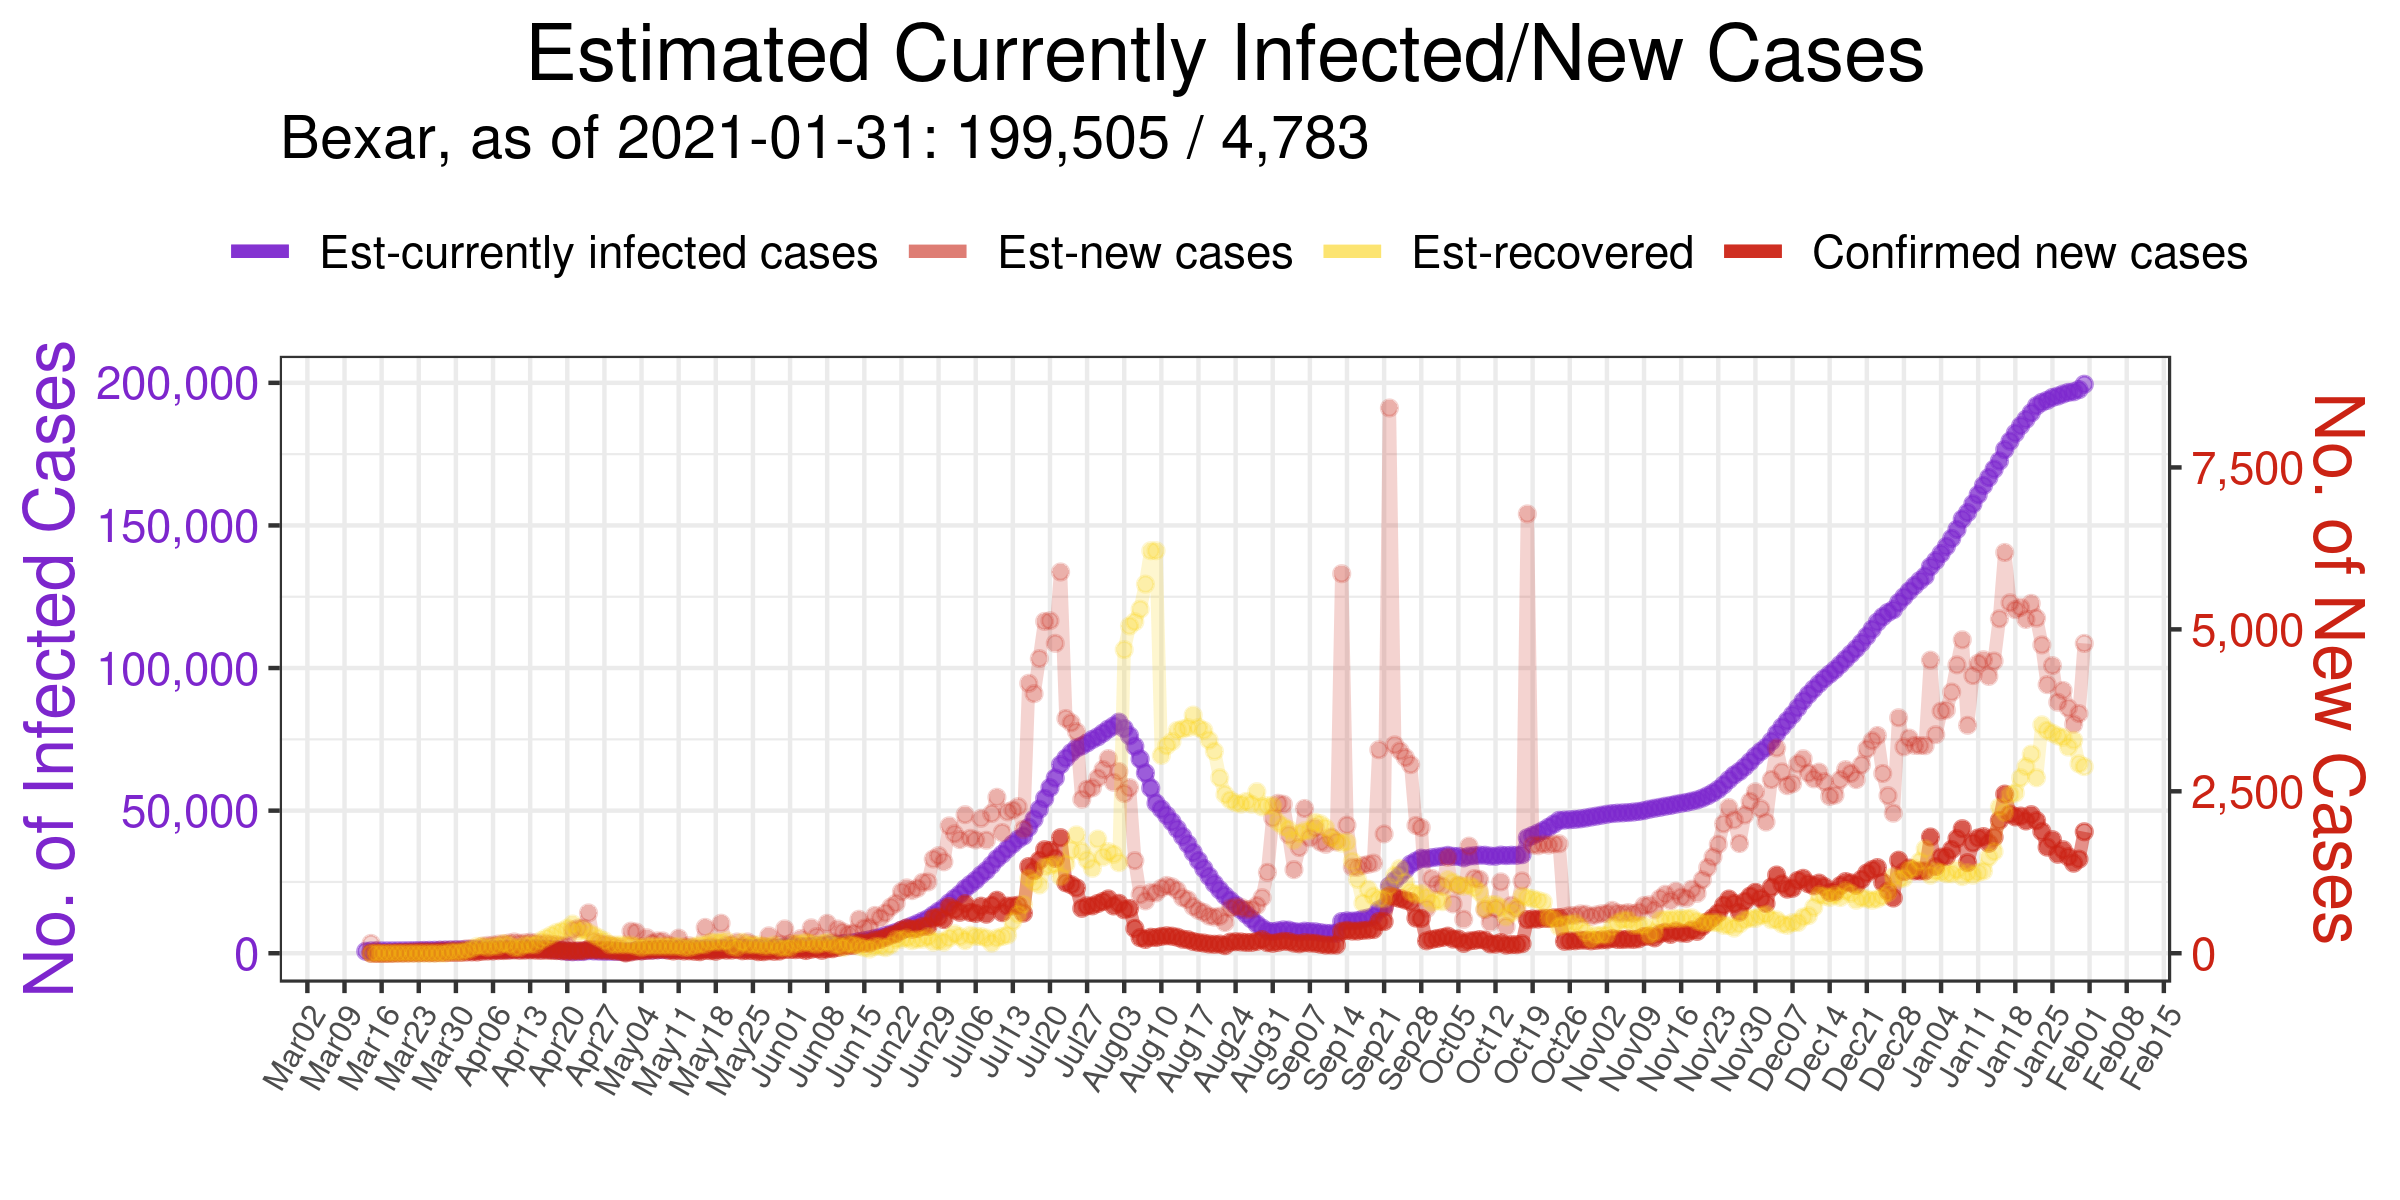 Estimated Currently Infected/New Cases
Bexar, as of 2021-01-31: 199,505 / 4,783
Est-currently infected cases Est-new cases Est-recovered Confirmed new cases
No. of Infected Cases
200,000
150,000
100,000
50,000
0
7,500
5,000
2,500
0
No. of New Cases
Mar02 Mar09 Mar16 Mar23 Mar30 Apr06 Apr13 Apr20 Apr27 May04 May11 May18 May25 Jun01 Jun08 Jun15 Jun22 Jun29 Jul06 Jul13 Jul20 Jul27 Aug03 Aug10 Aug17 Aug24 Aug31 Sep07 Sep14 Sep21 Sep28 Oct05 Oct12 Oct19 Oct26 Nov02 Nov09 Nov16 Nov23 Nov30 Dec07 Dec14 Dec21 Dec28 Jan04 Jan11 Jan18 Jan25 Feb01 Feb08 Feb15